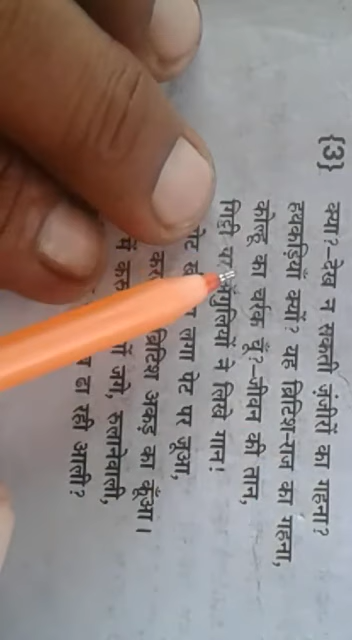 {3}
क्या?–देख न सकती जंजीरों का गहना?
हथकड़ियाँ क्यों? यह ब्रिटिश-राज का गहना,
कोल्हू का चर्रक चूँ?–जीवन की तान,
गिट्टी पर ने लिखे गान!
लगा पेट पर जूआ,
ब्रिटिश अकड़ का कूँआ।
में जगे, रुलानेवाली,
ढा रही आली?